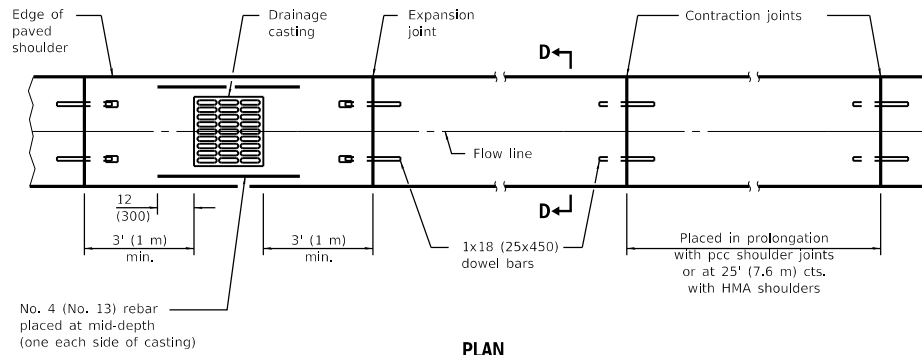 Edge of
paved
shoulder
Drainage
casting
Expansion
joint
Contraction joints
D
Flow line
D
12
(300)
3' (1 m)
min.
3' (1 m)
min.
1x18 (25x450)
dowel bars
Placed in prolongation
with pcc shoulder joints
or at 25' (7.6 m) cts.
with HMA shoulders
No. 4 (No. 13) rebar
placed at mid-depth
(one each side of casting)
PLAN